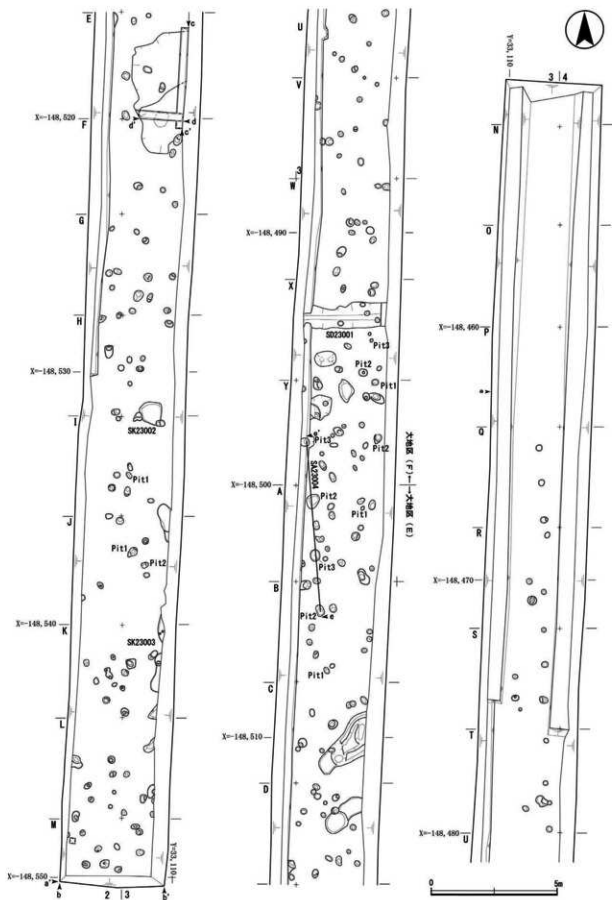 E
c
X=-148,520
F
d'
d
c'
G
H
X=-148,530
I
SK23002
Pit1
J
Pit1
Pit2
X=-148,540
K
SK23003
L
M
Y=33,110
X=-148,550
a'
b
2
3
b'
U
V
3
W
X=-148,490
X
SD23001
Pit3
Pit2
Y
Pit1
e'
Pit3
Pit2
SA23004
大地区（F）←→大地区（E）
X=-148,500
A
Pit2
Pit1
Pit3
B
Pit2
e
Pit1
C
X=-148,510
D
Y=33,110
3
4
N
O
X=-148,460
P
a
Q
R
X=-148,470
S
T
X=-148,480
U
0
5m